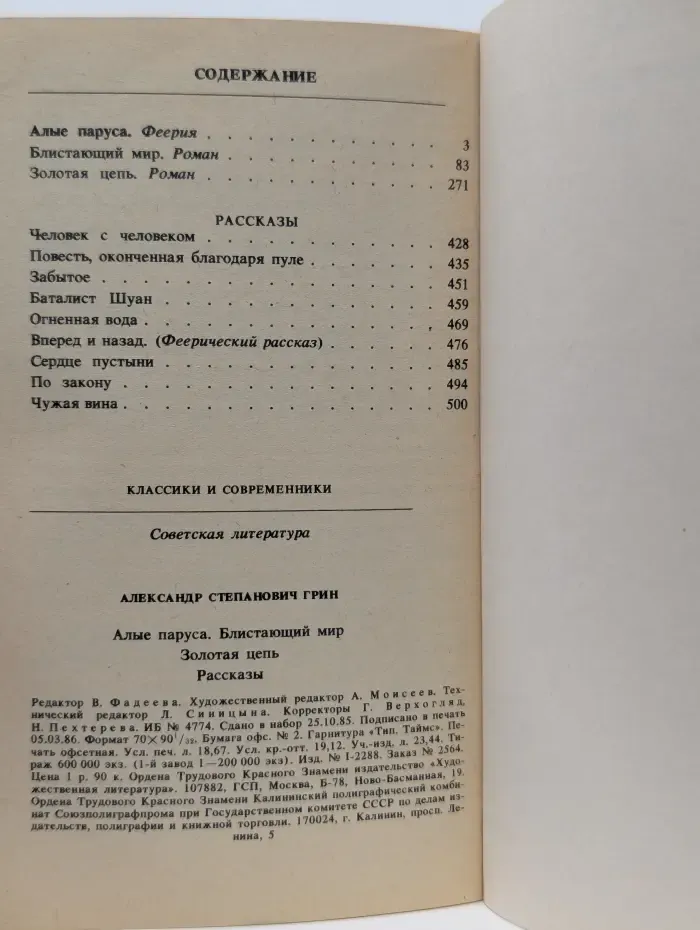 СОДЕРЖАНИЕ
Алые паруса. Феерия . . . . . . . . . . . . 3
Блистающий мир. Роман . . . . . . . . . . . 83
Золотая цепь. Роман . . . . . . . . . . . . 271
РАССКАЗЫ
Человек с человеком . . . . . . . . . . . . 428
Повесть, оконченная благодаря пуле . . . . . . . 435
Забытое . . . . . . . . . . . . . . . . 451
Баталист Шуан . . . . . . . . . . . . . . 459
Огненная вода . . . . . . . . . . . . . . 469
Вперед и назад. (Феерический рассказ) . . . . . . 476
Сердце пустыни . . . . . . . . . . . . . . 485
По закону . . . . . . . . . . . . . . . 494
Чужая вина . . . . . . . . . . . . . . . 500
КЛАССИКИ И СОВРЕМЕННИКИ
Советская литература
АЛЕКСАНДР СТЕПАНОВИЧ ГРИН
Алые паруса. Блистающий мир
Золотая цепь
Рассказы
Редактор В. Фадеева. Художественный редактор А. Моисеев. Тех-
нический редактор Л. Синицына. Корректоры Г. Верхогляд,
Н. Пехтерева. ИБ № 4774. Сдано в набор 25.10.85. Подписано в печать
05.03.86. Формат 70×90¹/₃₂. Бумага офс. № 2. Гарнитура «Тип. Таймс». Пе-
чать офсетная. Усл. печ. л. 18,67. Усл. кр.-отт. 19,12. Уч.-изд. л. 23,44. Ти-
раж 600 000 экз. (1-й завод 1—200 000 экз). Изд. № I-2288. Заказ № 2564.
Цена 1 р. 90 к. Ордена Трудового Красного Знамени издательство «Худо-
жественная литература». 107882, ГСП, Москва, Б-78, Ново-Басманная, 19.
Ордена Трудового Красного Знамени Калининский полиграфический комби-
нат Союзполиграфпрома при Государственном комитете СССР по делам из-
дательств, полиграфии и книжной торговли. 170024, г. Калинин, просп. Ле-
нина, 5